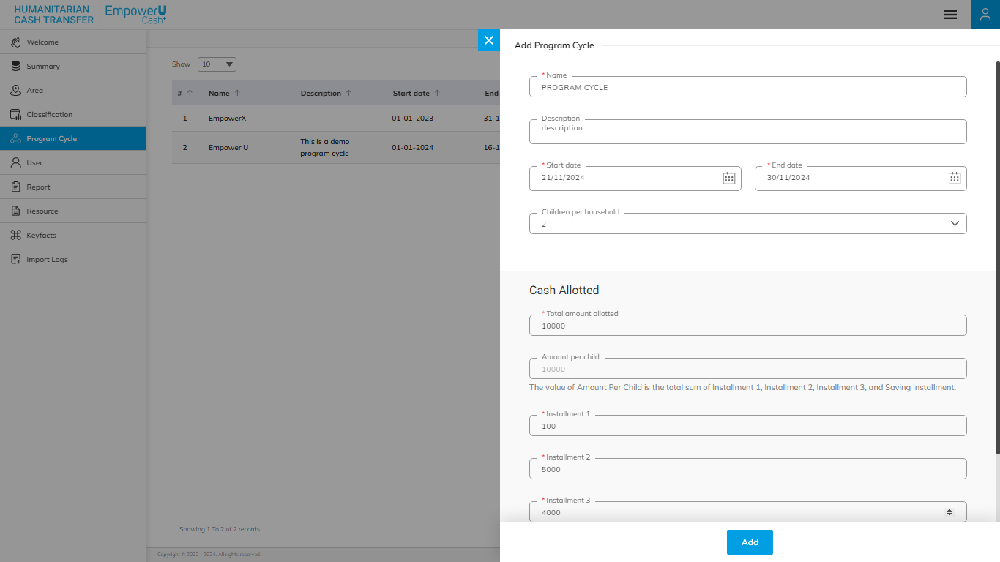 HUMANITARIAN
CASH TRANSFER
EmpowerU
Cash+
Welcome
Summary
Area
Classification
Program Cycle
User
Report
Resource
Keyfacts
Import Logs
Show 10
# Name Description Start date End
1 EmpowerX 01-01-2023 31-1
2 Empower U This is a demo program cycle 01-01-2024 16-1
Showing 1 To 2 of 2 records
Copyright © 2022 - 2024. All rights reserved.
Add Program Cycle
* Name
PROGRAM CYCLE
Description
description
* Start date
21/11/2024
* End date
30/11/2024
Children per household
2
Cash Allotted
* Total amount allotted
10000
Amount per child
10000
The value of Amount Per Child is the total sum of Installment 1, Installment 2, Installment 3, and Saving Installment.
* Installment 1
100
* Installment 2
5000
* Installment 3
4000
Add